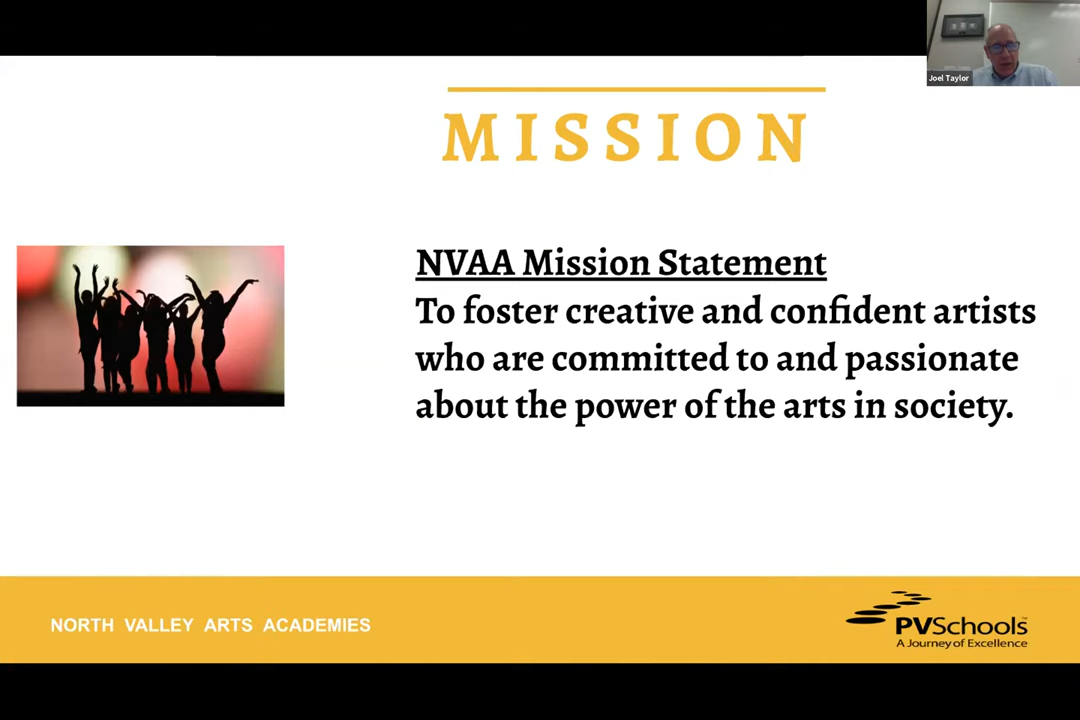 Joel Taylor
MISSION
NVAA Mission Statement
To foster creative and confident artists
who are committed to and passionate
about the power of the arts in society.
NORTH VALLEY ARTS ACADEMIES
PVSchools
A Journey of Excellence